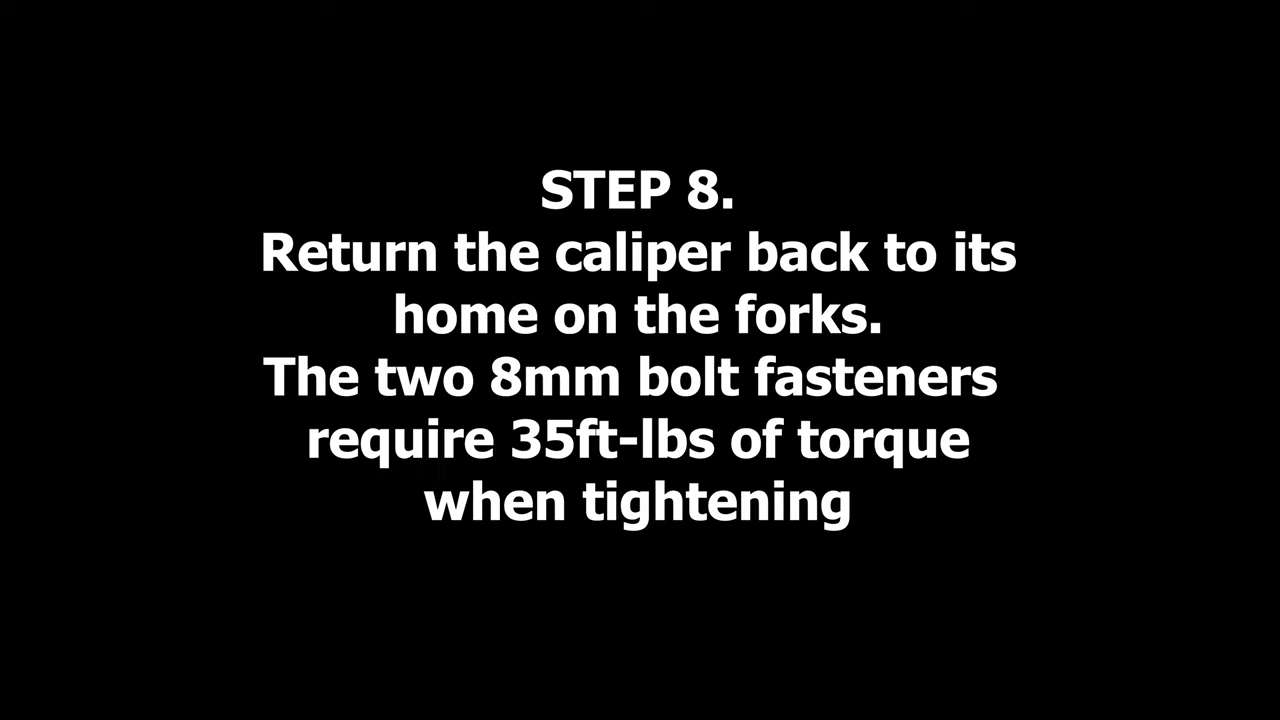 STEP 8.
Return the caliper back to its
home on the forks.
The two 8mm bolt fasteners
require 35ft-lbs of torque
when tightening